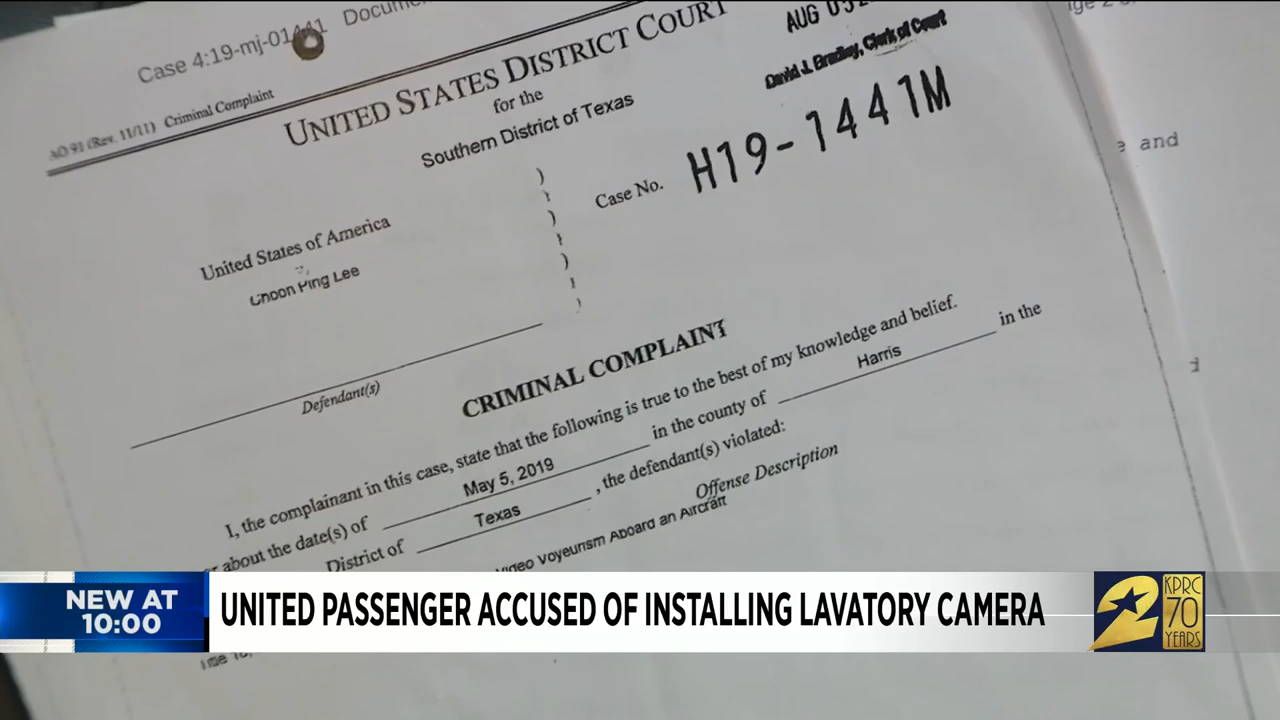 Case 4:19-mj-01441 Docum
AUG 05
David J. Bradley, Clerk of Court
AO 91 (Rev. 11/11) Criminal Complaint
UNITED STATES DISTRICT COURT
for the
Southern District of Texas
United States of America
Choon Ping Lee
)
)
)
)
)
)
)
Case No. H19-1441M
e and
Defendant(s)
CRIMINAL COMPLAINT
I, the complainant in this case, state that the following is true to the best of my knowledge and belief.
about the date(s) of May 5, 2019 in the county of Harris in the
District of Texas , the defendant(s) violated:
Offense Description
Video Voyeurism Aboard an Aircraft
NEW AT
10:00
UNITED PASSENGER ACCUSED OF INSTALLING LAVATORY CAMERA
2
KPRC
70
YEARS